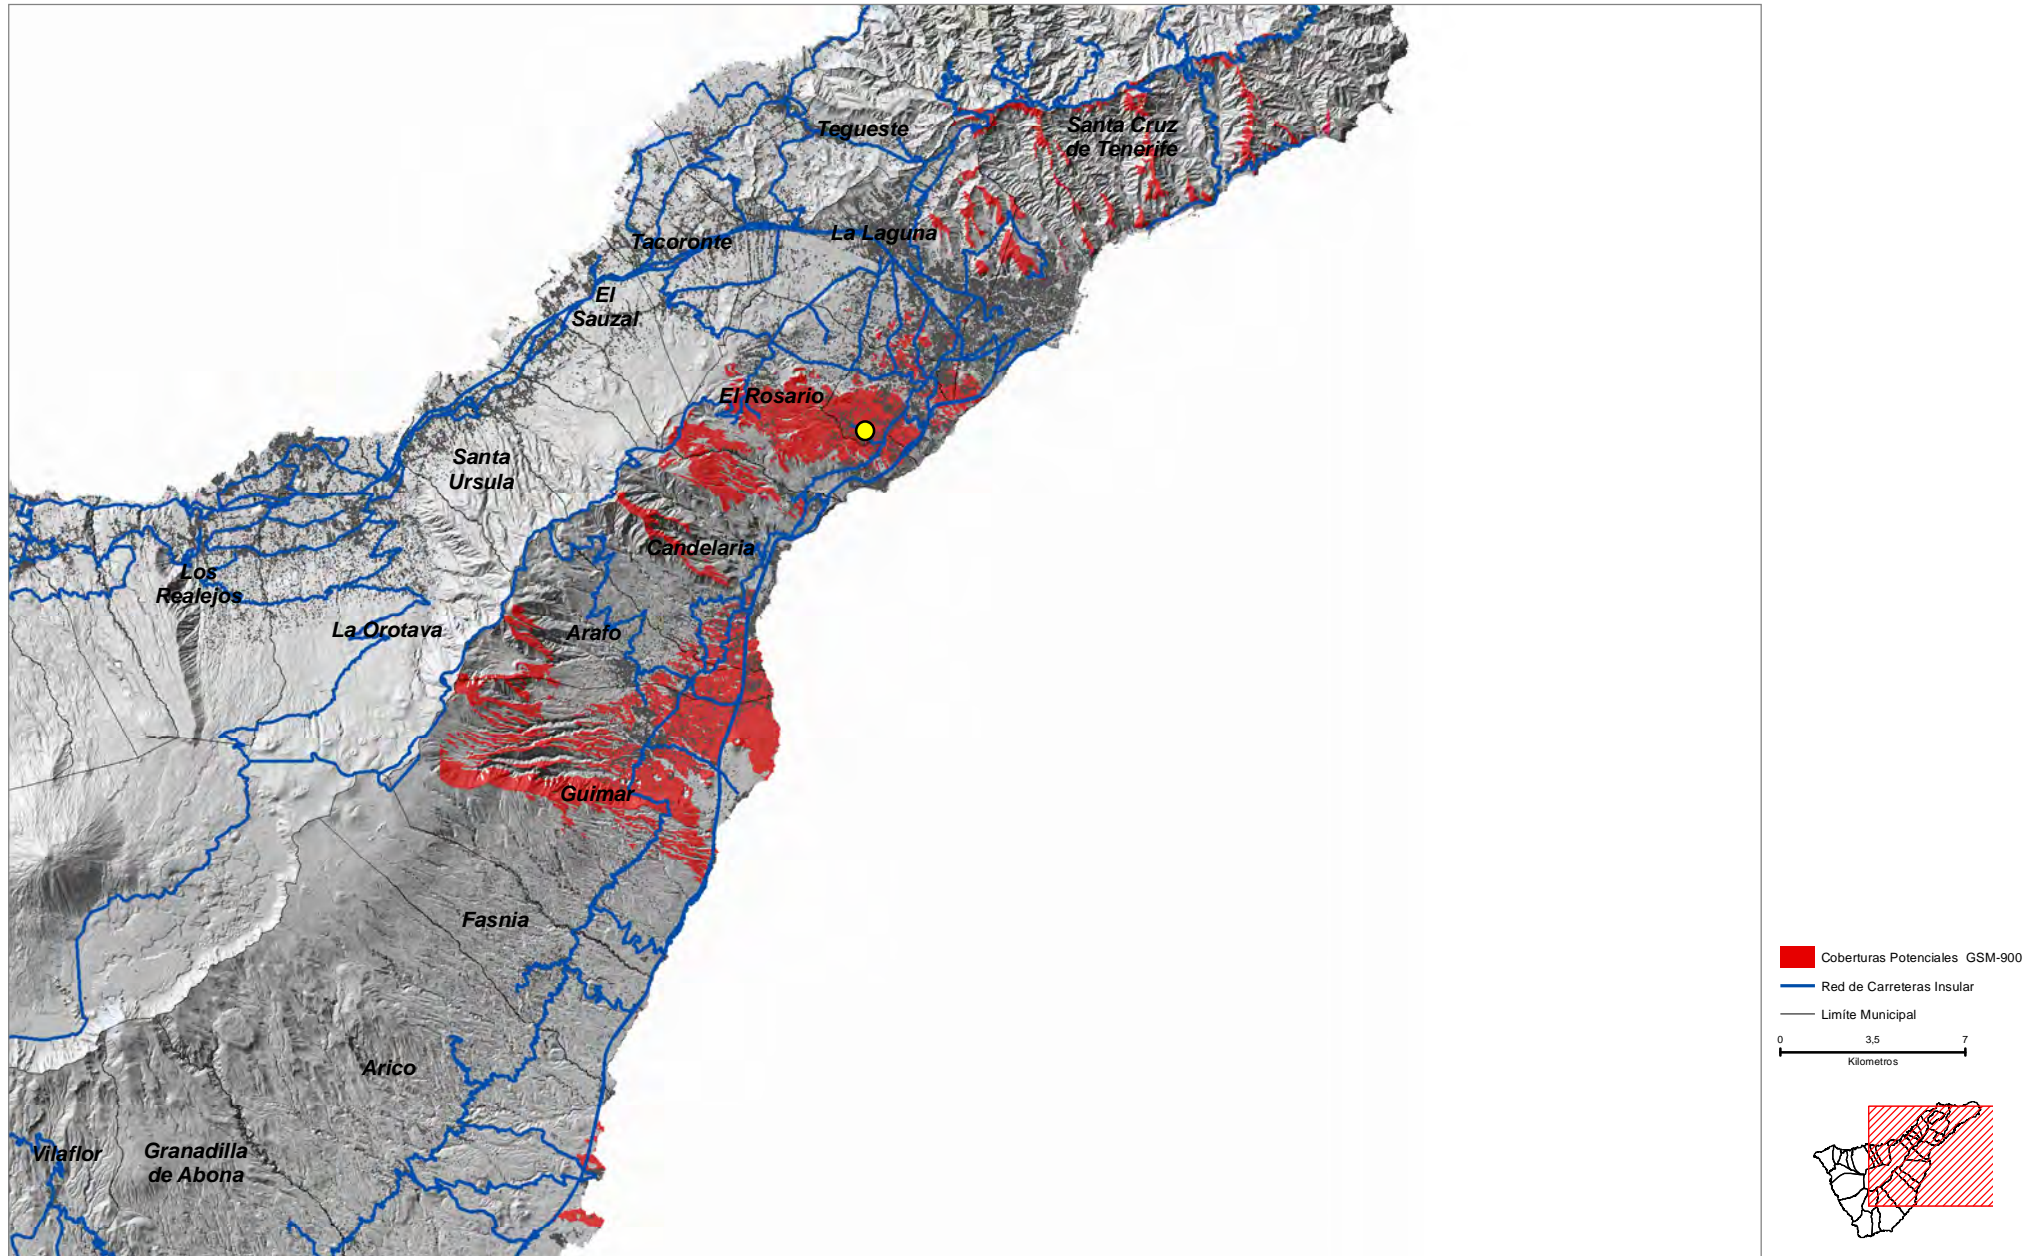 Tegueste
Santa Cruz
de Tenerife
La Laguna
Tacoronte
El
Sauzal
El Rosario
Santa
Ursula
Candelaria
Los
Realejos
La Orotava
Arafo
Guimar
Fasnia
Arico
Vilaflor
Granadilla
de Abona
Coberturas Potenciales GSM-900
Red de Carreteras Insular
Limíte Municipal
0 3,5 7
Kilometros